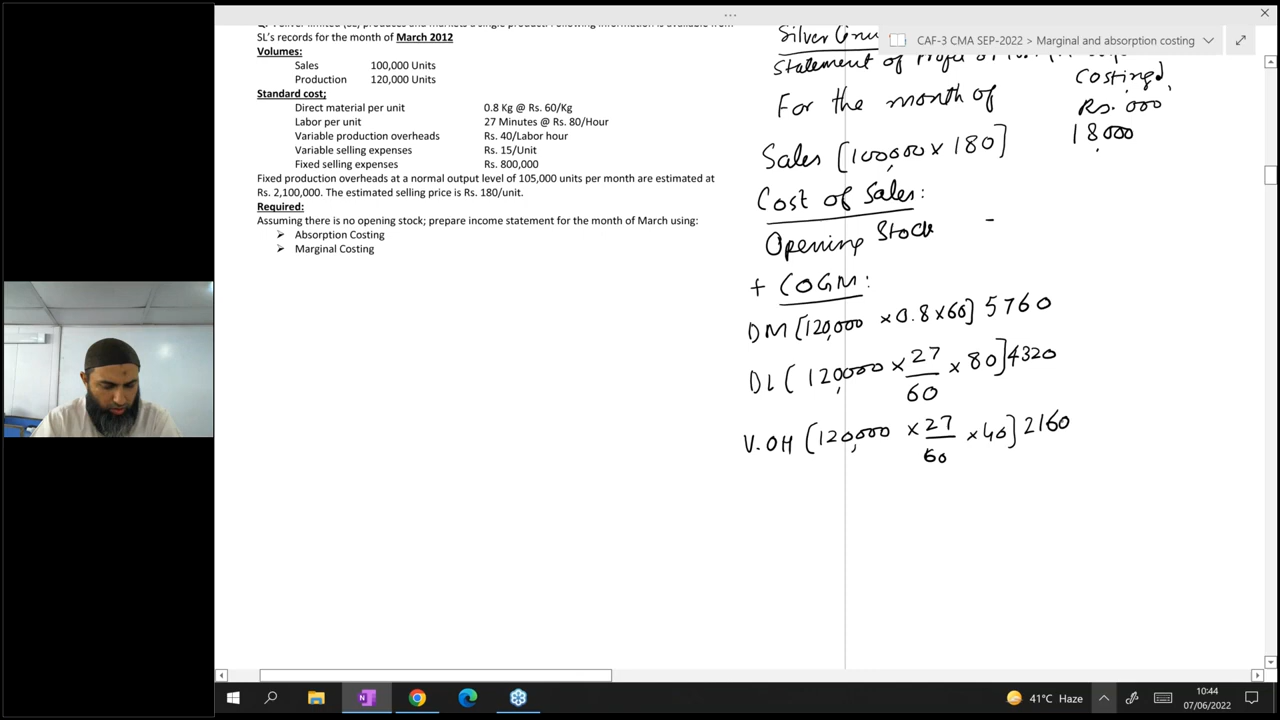 SL's records for the month of March 2012
Volumes:
Sales 100,000 Units
Production 120,000 Units
Standard cost;
Direct material per unit 0.8 Kg @ Rs. 60/Kg
Labor per unit 27 Minutes @ Rs. 80/Hour
Variable production overheads Rs. 40/Labor hour
Variable selling expenses Rs. 15/Unit
Fixed selling expenses Rs. 800,000
Fixed production overheads at a normal output level of 105,000 units per month are estimated at
Rs. 2,100,000. The estimated selling price is Rs. 180/unit.
Required:
Assuming there is no opening stock; prepare income statement for the month of March using:
➢ Absorption Costing
➢ Marginal Costing
CAF-3 CMA SEP-2022 > Marginal and absorption costing
Silver
Statement of Profit or
Costing
For the month of
Rs. 000
Sales [100,000 × 180] 18,000
Cost of Sales:
Opening Stock -
+ COGM:
DM [120,000 × 0.8 × 60] 5760
DL [120,000 × 27/60 × 80] 4320
V.OH [120,000 × 27/60 × 40] 2160
41°C Haze
10:44
07/06/2022